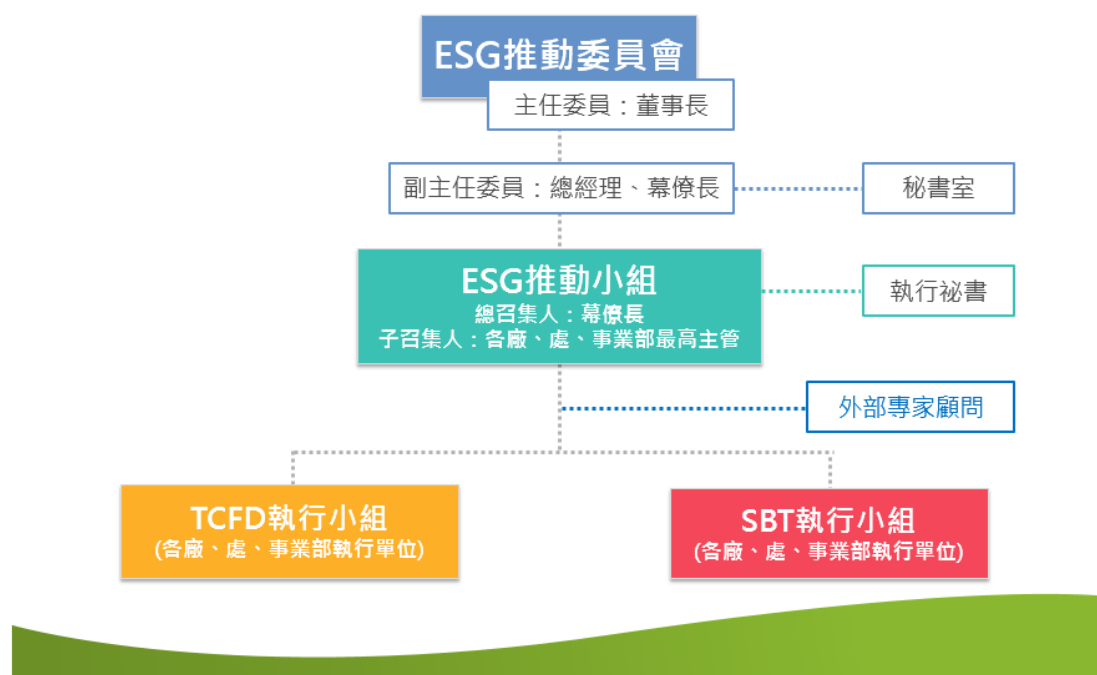 ESG推動委員會
主任委員：董事長
副主任委員：總經理、幕僚長
秘書室
ESG推動小組
總召集人：幕僚長
子召集人：各廠、處、事業部最高主管
執行祕書
外部專家顧問
TCFD執行小組
(各廠、處、事業部執行單位)
SBT執行小組
(各廠、處、事業部執行單位)